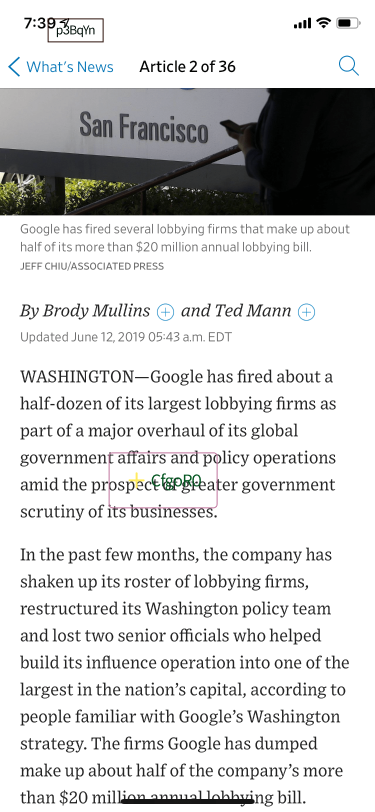 7:39
p3BqYn
What's News
Article 2 of 36
San Francisco
Google has fired several lobbying firms that make up about
half of its more than $20 million annual lobbying bill.
JEFF CHIU/ASSOCIATED PRESS
By Brody Mullins and Ted Mann
Updated June 12, 2019 05:43 a.m. EDT
WASHINGTON—Google has fired about a
half-dozen of its largest lobbying firms as
part of a major overhaul of its global
government affairs and policy operations
amid the prospect of greater government
scrutiny of its businesses.
In the past few months, the company has
shaken up its roster of lobbying firms,
restructured its Washington policy team
and lost two senior officials who helped
build its influence operation into one of the
largest in the nation's capital, according to
people familiar with Google's Washington
strategy. The firms Google has dumped
make up about half of the company's more
than $20 million annual lobbying bill.